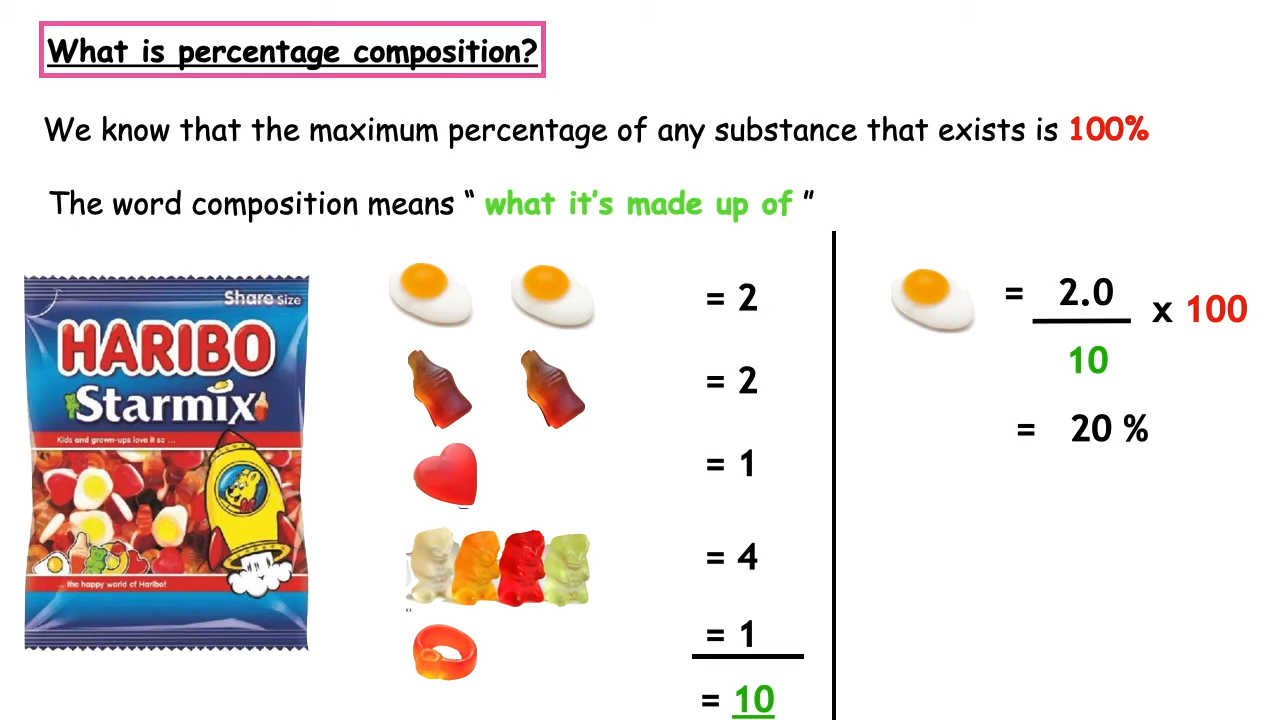 What is percentage composition?
We know that the maximum percentage of any substance that exists is 100%
The word composition means “ what it's made up of ”
Share Size
HARIBO
Starmix
Kids and grown-ups love it so ...
... the happy world of Haribo!
= 2
= 2
= 1
= 4
= 1
= 10
= 2.0
10
x 100
= 20 %